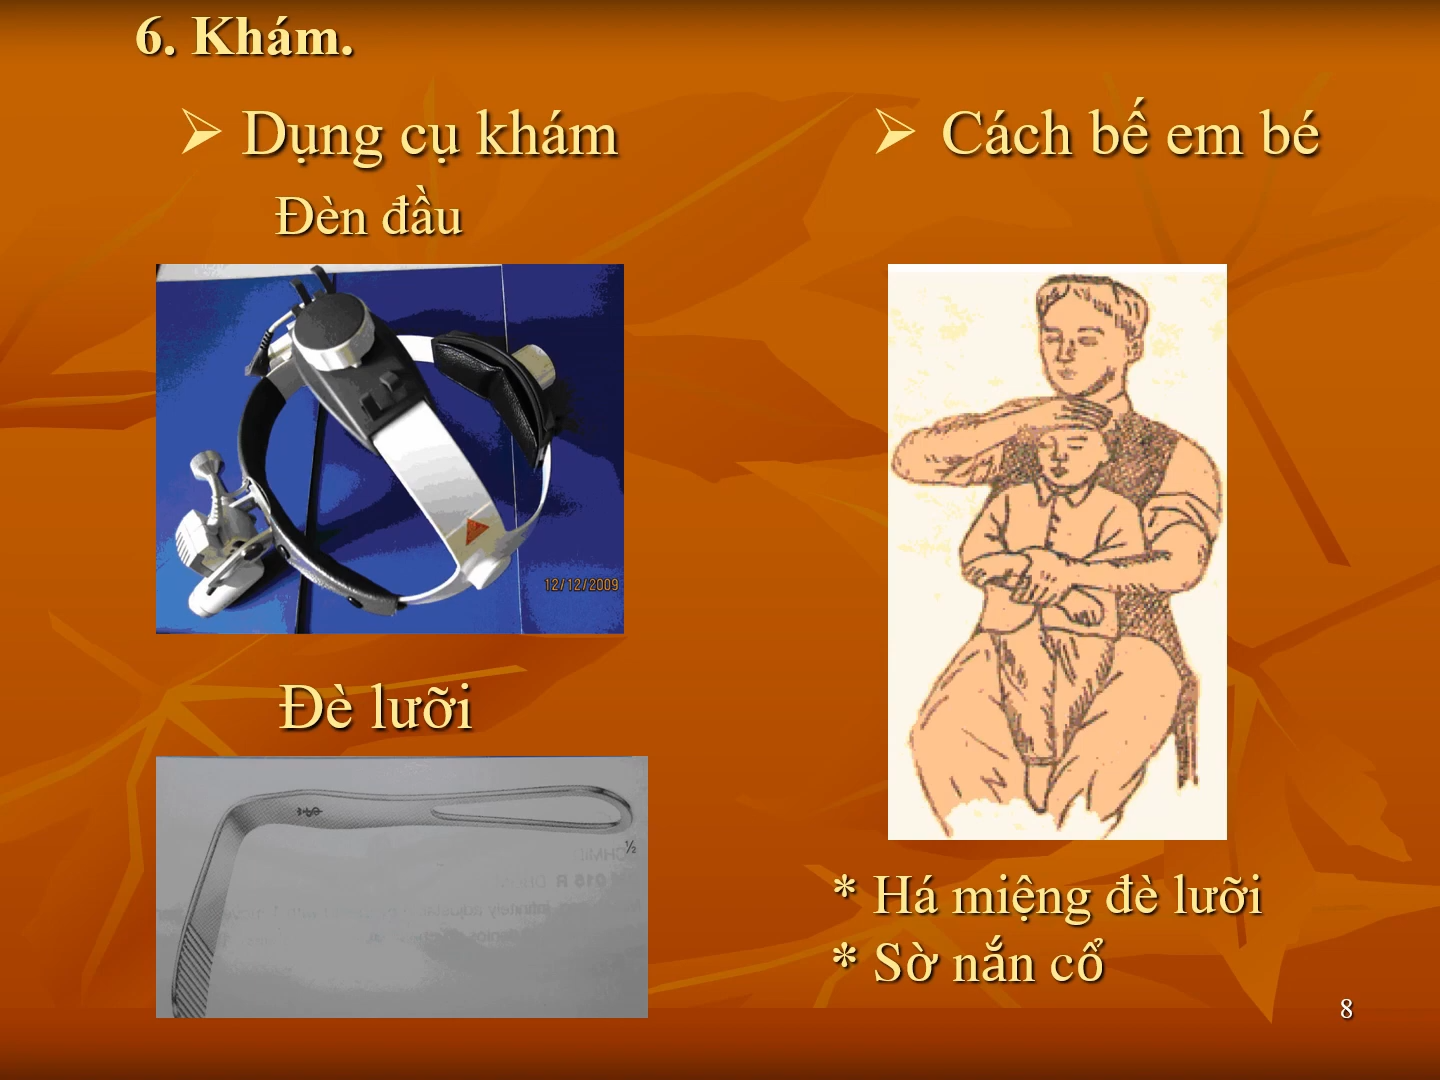 6. Khám.
➢ Dụng cụ khám
Đèn đầu
12/12/2009
Đè lưỡi
½
➢ Cách bế em bé
* Há miệng đè lưỡi
* Sờ nắn cổ
8